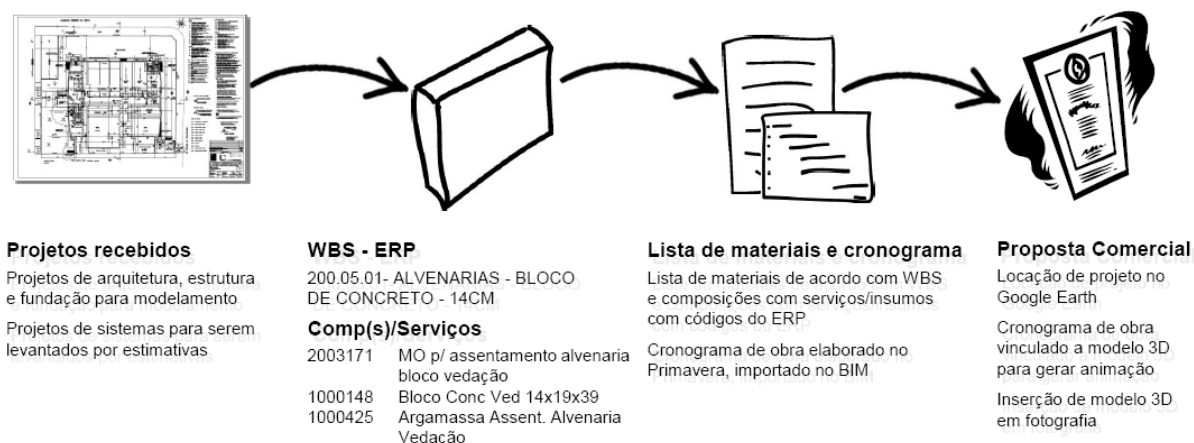 Projetos recebidos
Projetos de arquitetura, estrutura
e fundação para modelamento
Projetos de sistemas para serem
levantados por estimativas
WBS - ERP
200.05.01- ALVENARIAS - BLOCO
DE CONCRETO - 14CM
Comp(s)/Serviços
2003171 MO p/ assentamento alvenaria
bloco vedação
1000148 Bloco Conc Ved 14x19x39
1000425 Argamassa Assent. Alvenaria
Vedação
Lista de materiais e cronograma
Lista de materiais de acordo com WBS
e composições com serviços/insumos
com códigos do ERP
Cronograma de obra elaborado no
Primavera, importado no BIM
Proposta Comercial
Locação de projeto no
Google Earth
Cronograma de obra
vinculado a modelo 3D
para gerar animação
Inserção de modelo 3D
em fotografia